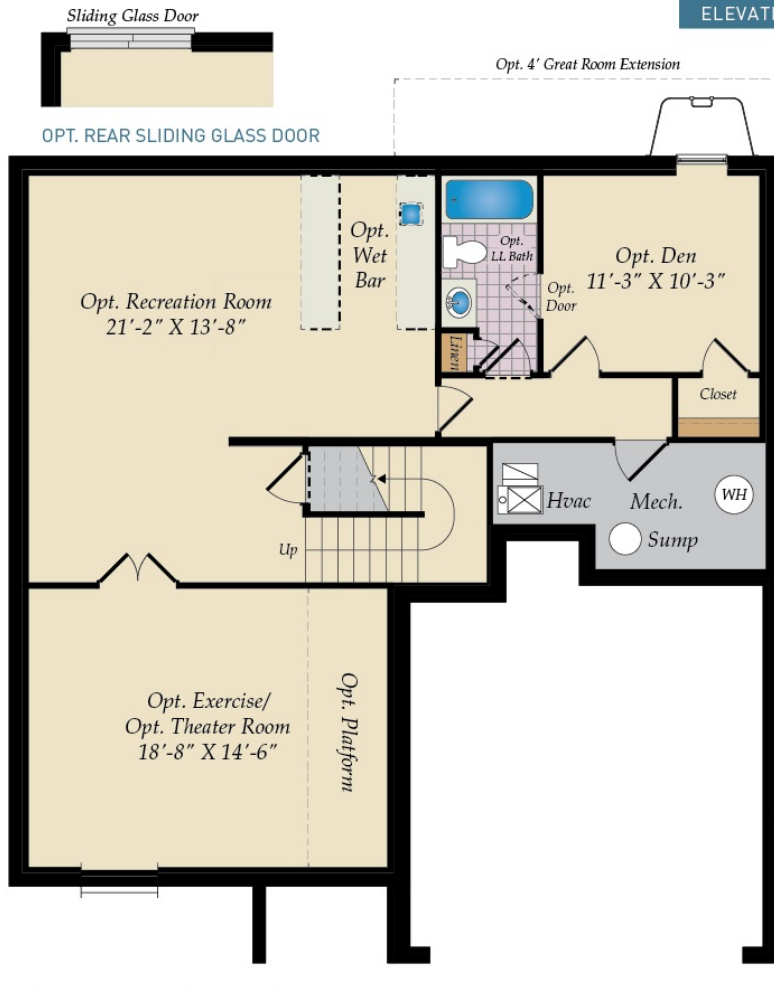 Sliding Glass Door
ELEVATI
Opt. 4' Great Room Extension
OPT. REAR SLIDING GLASS DOOR
Opt.
Wet
Bar
Opt.
LL Bath
Opt. Den
11'-3" X 10'-3"
Opt.
Door
Opt. Recreation Room
21'-2" X 13'-8"
Linen
Closet
Hvac
Mech.
WH
Sump
Up
Opt. Exercise/
Opt. Theater Room
18'-8" X 14'-6"
Opt. Platform